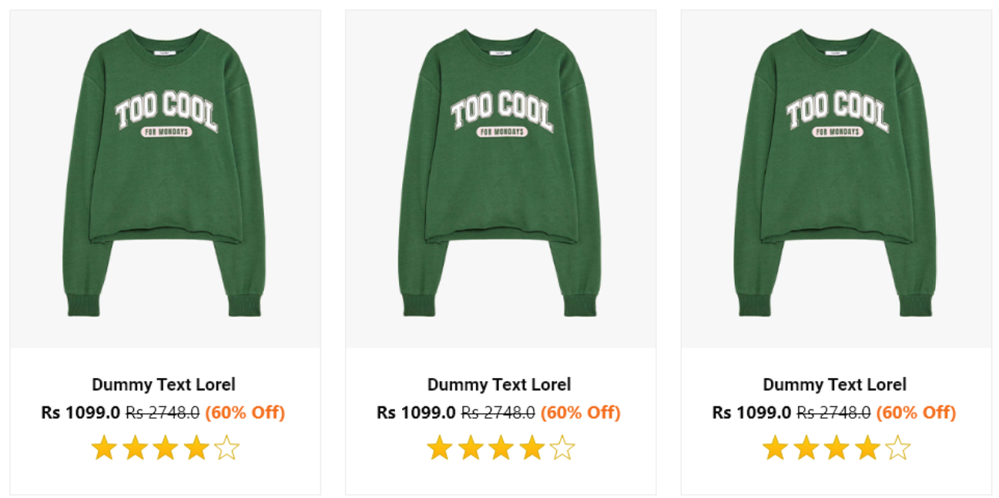 TOO COOL
FOR MONDAYS
TOO COOL
FOR MONDAYS
TOO COOL
FOR MONDAYS
Dummy Text Lorel
Dummy Text Lorel
Dummy Text Lorel
Rs 1099.0 Rs 2748.0 (60% Off)
Rs 1099.0 Rs 2748.0 (60% Off)
Rs 1099.0 Rs 2748.0 (60% Off)